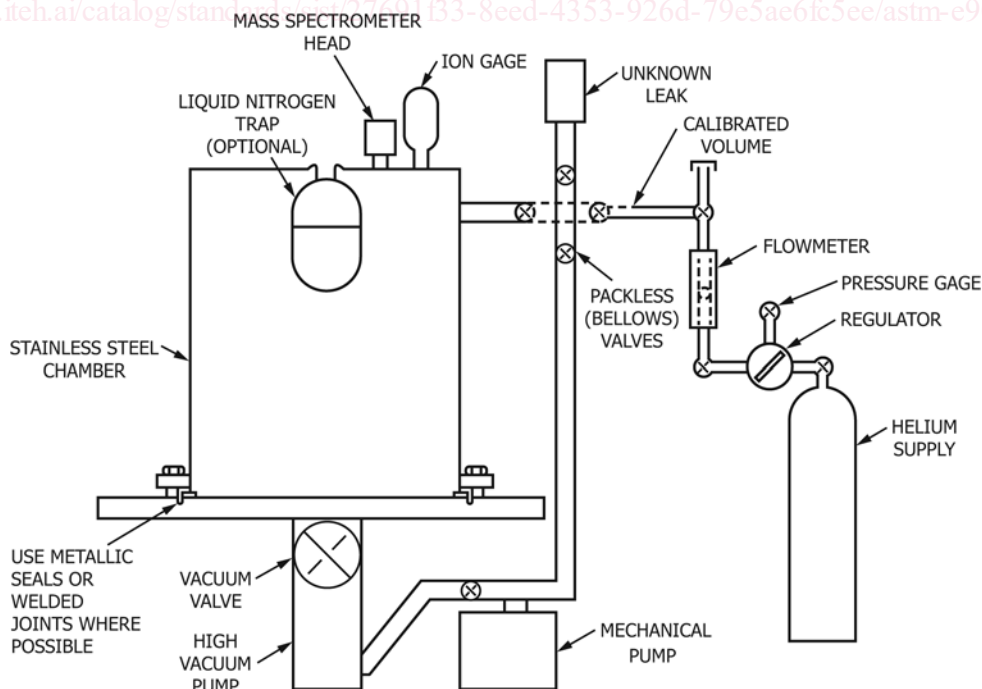 .iteh.ai/catalog/standards/sist/27691f33-8eed-4353-926d-79e5ae6fc5ee/astm-e9
MASS SPECTROMETER
HEAD
ION GAGE
UNKNOWN
LEAK
LIQUID NITROGEN
TRAP
(OPTIONAL)
CALIBRATED
VOLUME
FLOWMETER
PRESSURE GAGE
PACKLESS
(BELLOWS)
VALVES
REGULATOR
STAINLESS STEEL
CHAMBER
HELIUM
SUPPLY
USE METALLIC
SEALS OR
WELDED
JOINTS WHERE
POSSIBLE
VACUUM
VALVE
HIGH
VACUUM
PUMP
MECHANICAL
PUMP